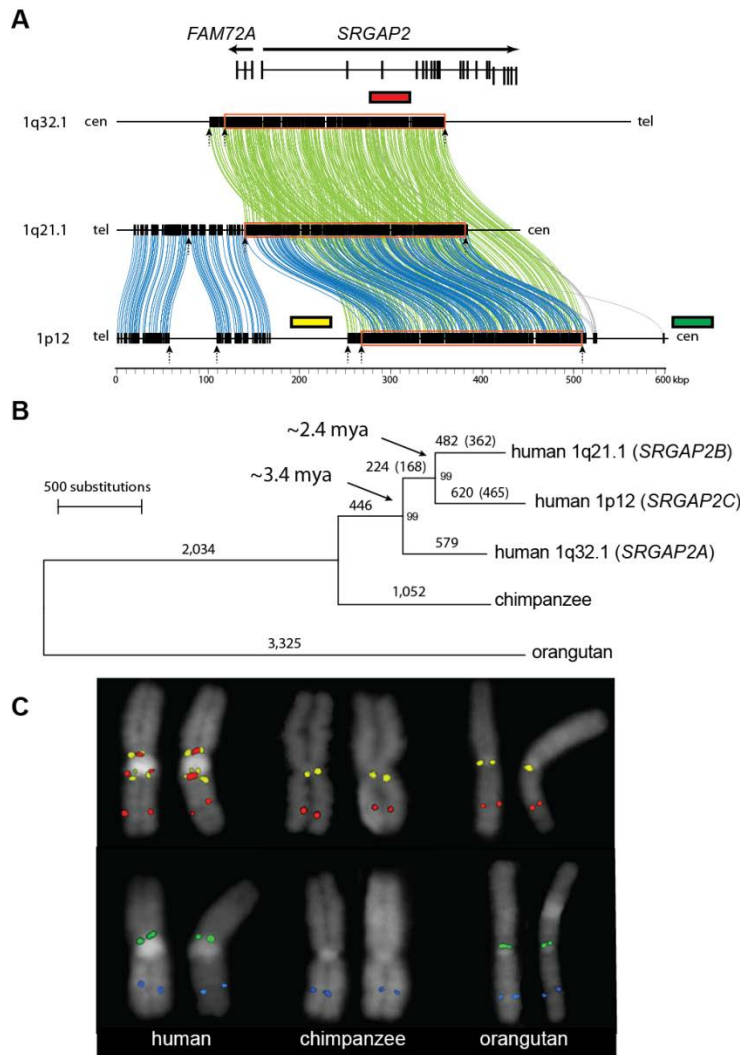 A
FAM72A SRGAP2
1q32.1 cen tel
1q21.1 tel cen
1p12 tel cen
0 100 200 300 400 500 600 kbp
B
~2.4 mya
482 (362)
human 1q21.1 (SRGAP2B)
224 (168)
~3.4 mya
99
500 substitutions
620 (465)
human 1p12 (SRGAP2C)
446
99
579
human 1q32.1 (SRGAP2A)
2,034
1,052
chimpanzee
3,325
orangutan
C
human chimpanzee orangutan